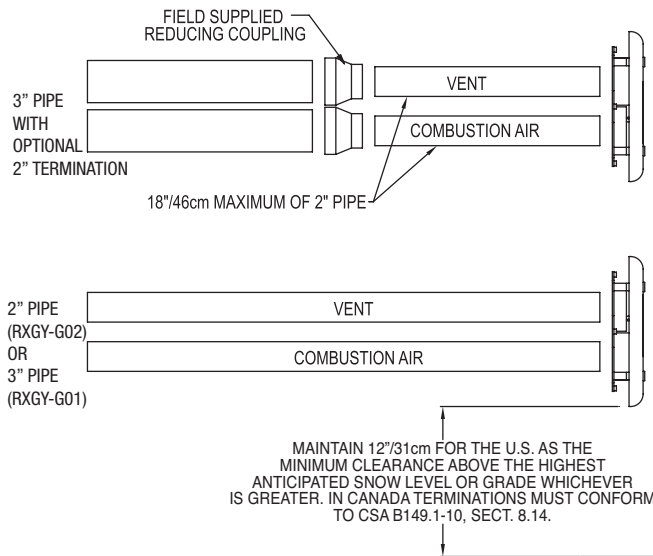 FIELD SUPPLIED
REDUCING COUPLING
3” PIPE
WITH
OPTIONAL
2” TERMINATION
VENT
COMBUSTION AIR
18"/46cm MAXIMUM OF 2" PIPE
2” PIPE
(RXGY-G02)
OR
3” PIPE
(RXGY-G01)
VENT
COMBUSTION AIR
MAINTAIN 12"/31cm FOR THE U.S. AS THE
MINIMUM CLEARANCE ABOVE THE HIGHEST
ANTICIPATED SNOW LEVEL OR GRADE WHICHEVER
IS GREATER. IN CANADA TERMINATIONS MUST CONFORM
TO CSA B149.1-10, SECT. 8.14.